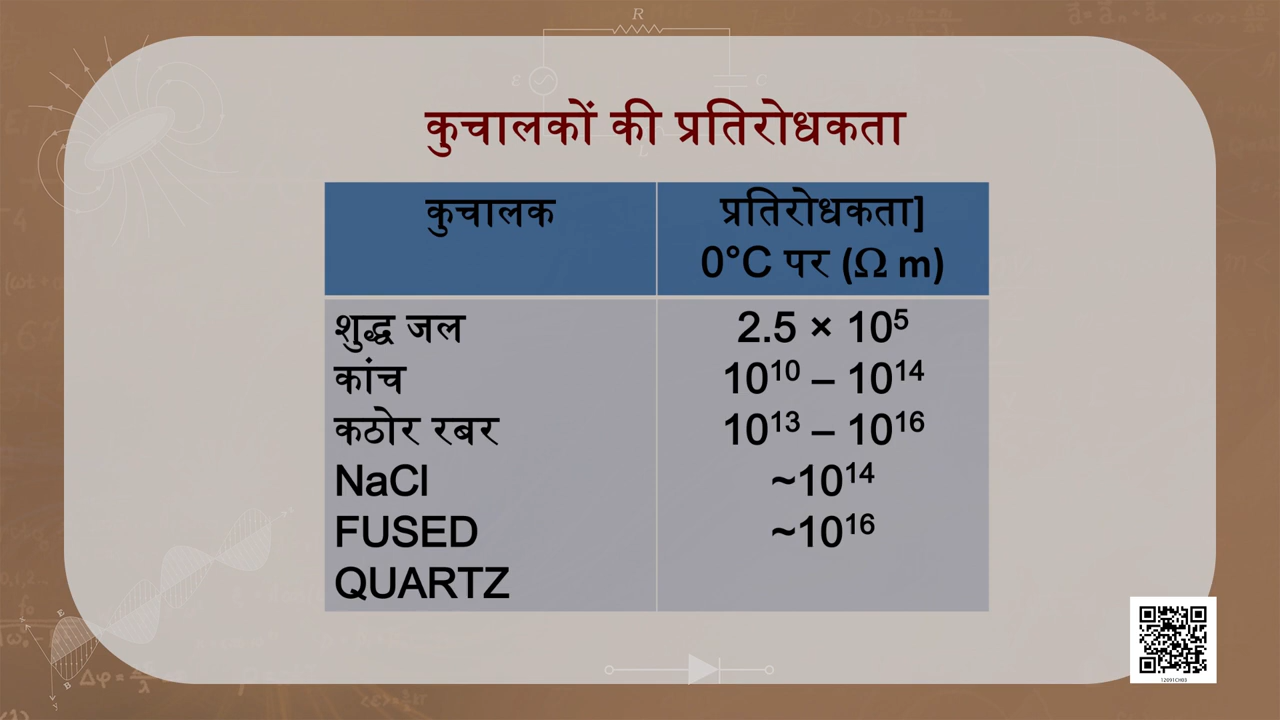 कुचालकों की प्रतिरोधकता
कुचालक प्रतिरोधकता]
0°C पर (Ω m)
शुद्ध जल 2.5 × 10⁵
कांच 10¹⁰ – 10¹⁴
कठोर रबर 10¹³ – 10¹⁶
NaCl ~10¹⁴
FUSED ~10¹⁶
QUARTZ
12091CH03